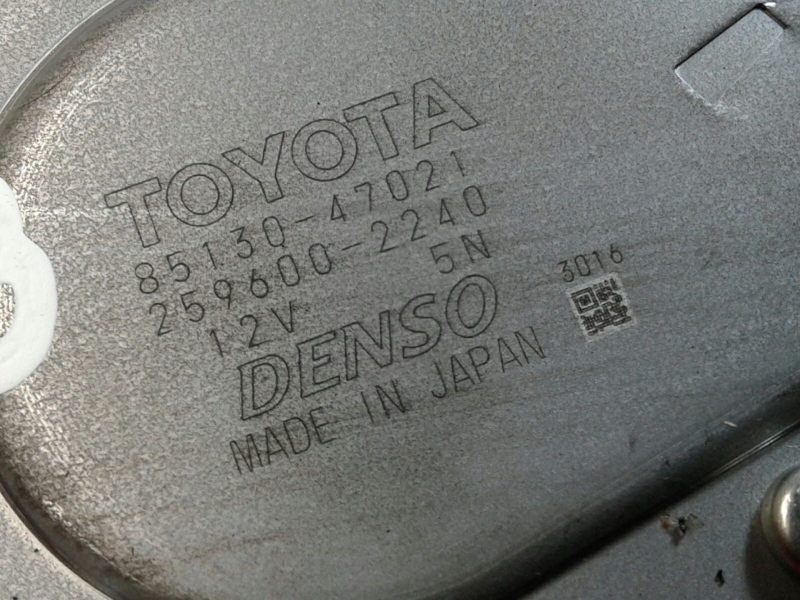 TOYOTA
85130-47021
259600-2240
12V 5N
3016
DENSO
MADE IN JAPAN